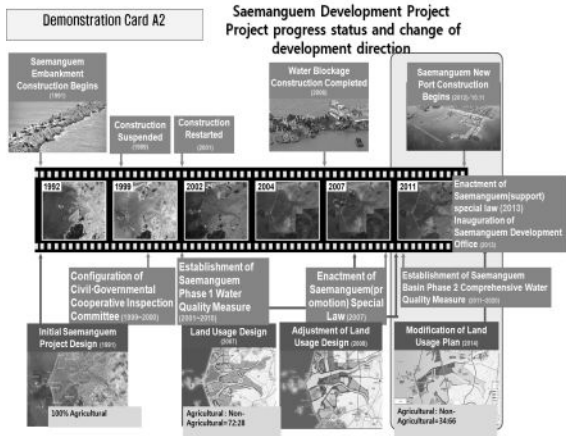 Demonstration Card A2
Saemanguem Development Project
Project progress status and change of
development direction
Saemanguem
Embankment
Construction Begins
(1991)
Construction
Suspended
(1999)
Construction
Restarted
(2001)
Water Blockage
Construction Completed
(2006)
Saemanguem New
Port Construction
Begins
1992
1999
2002
2004
2007
2011
Enactment of
Saemanguem(support)
special law (2013)
Inauguration of
Saemanguem Development
Office (2013)
Configuration of
Civil-Governmental
Cooperative Inspection
Committee (1999~2000)
Establishment of
Saemanguem
Phase 1 Water
Quality Measure
(2001~2010)
Enactment of
Saemanguem(pr
omotion) Special
Law (2007)
Establishment of Saemanguem
Basin Phase 2 Comprehensive Water
Quality Measure (2011~2020)
Initial Saemanguem
Project Design (1991)
100% Agricultural
Land Usage Design
(2007)
Agricultural : Non-
Agricultural=72:28
Adjustment of Land
Usage Design (2008)
Modification of Land
Usage Plan (2014)
Agricultural : Non-
Agricultural=34:66